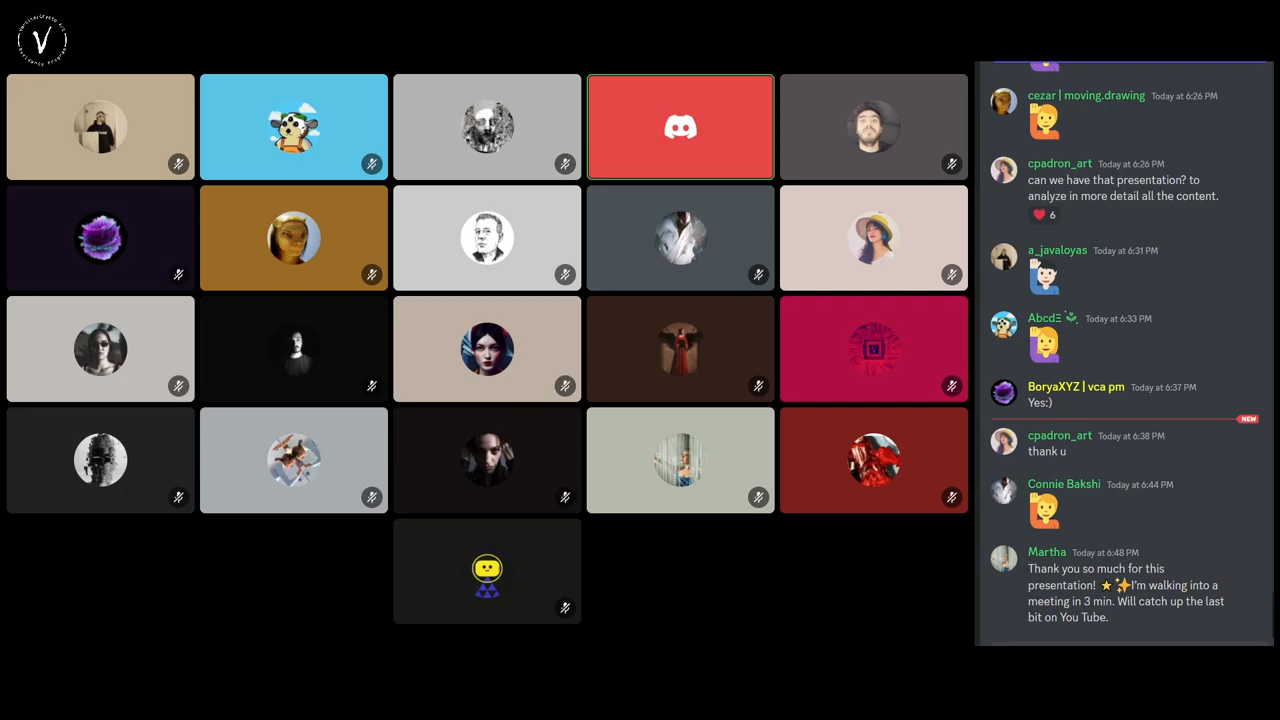 V
cezar | moving.drawing Today at 6:26 PM
cpadron_art Today at 6:26 PM
can we have that presentation? to
analyze in more detail all the content.
6
a_javaloyas Today at 6:31 PM
AbcdΞ Today at 6:33 PM
BoryaXYZ | vca pm Today at 6:37 PM
Yes:)
NEW
cpadron_art Today at 6:38 PM
thank u
Connie Bakshi Today at 6:44 PM
Martha Today at 6:48 PM
Thank you so much for this
presentation! I'm walking into a
meeting in 3 min. Will catch up the last
bit on You Tube.